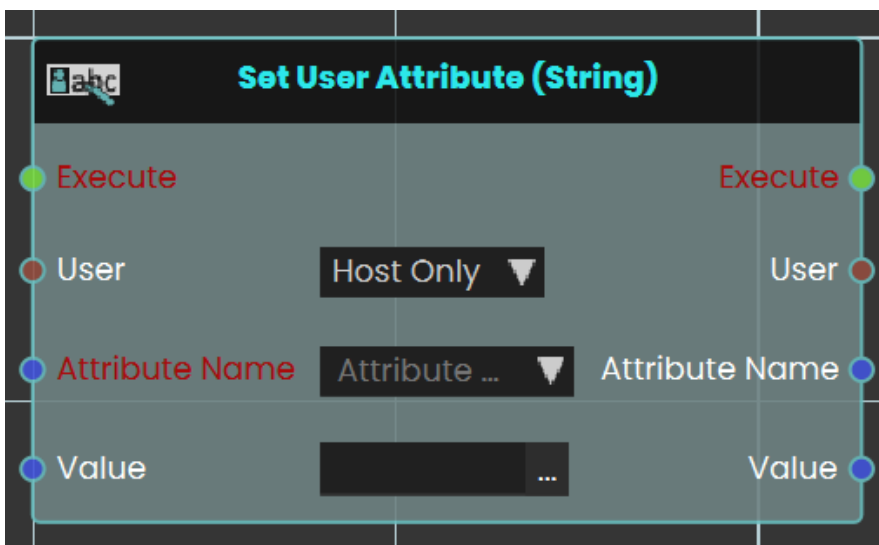 abc Set User Attribute (String)
Execute Execute
User Host Only User
Attribute Name Attribute ... Attribute Name
Value ... Value